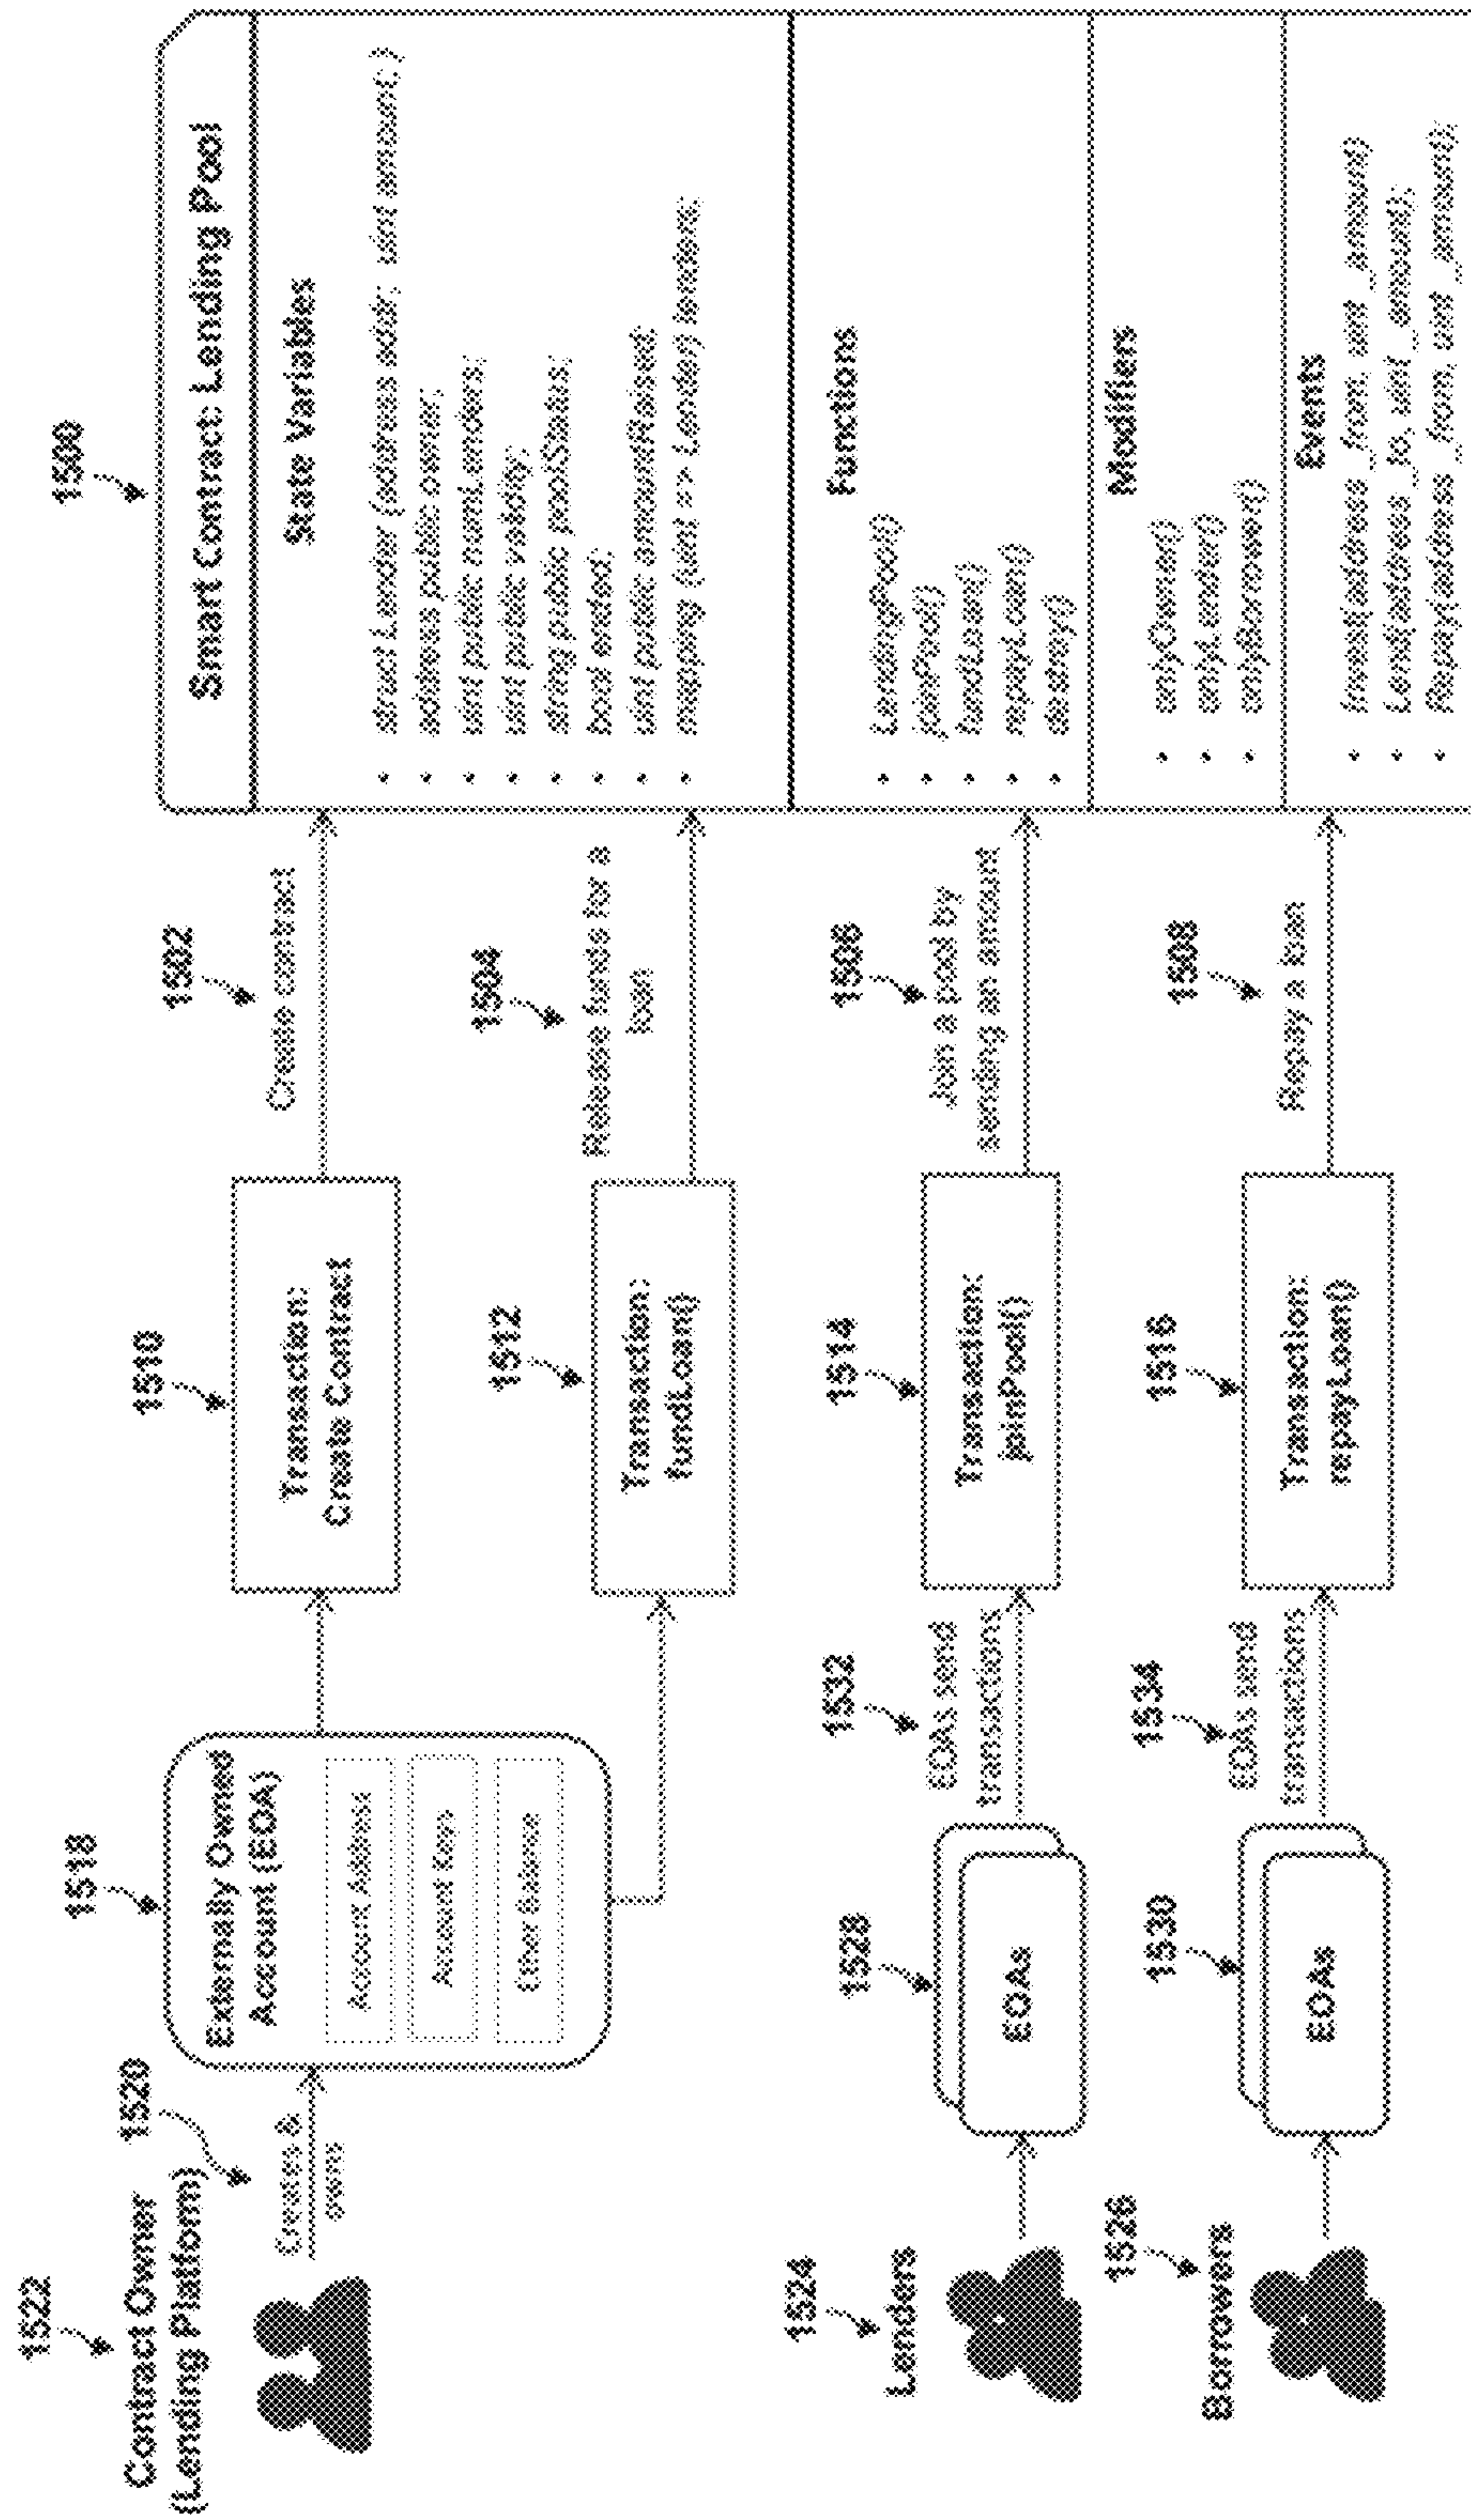 1522
Contract Owner
(Lending Platform)
1520
Creates &
owns
1518
Externally Owned
Account (EOA)
Account Address
Account Keys
Ether Balance
1510
Transaction:
Create Contract
1502
Create contract
1512
Transaction:
fundLoan()
1504
Release funds for a
loan
1524
Lenders
1528
EOAs
1532
EOAs send
transactions
1514
Transaction:
joinPool()
1506
Join a pool by
sending an amount
1526
Borrowers
1530
EOAs
1534
EOAs send
transactions
1516
Transaction:
repayLoan()
1508
Repay a loan
1500
Smart Contract: Lending Pool
State Variables
• struct Lender {address addr; uint amount;}
• address public owner;
• uint public numLenders;
• uint public validity;
• string public poolStatus;
• bool ended;
• uint public amountRaised;
• mapping (uint => Lender) lenders;
Functions
• LendingPool()
• joinPool()
• fundLoan()
• repayLoan()
• destroy()
Modifiers
• onlyOwner()
• onlyLender()
• onlyBorrower()
Events
• Invest(address _from, uint _amount)
• Lend(address _to, uint _amount);
• Repay(address _from, uint _amount);